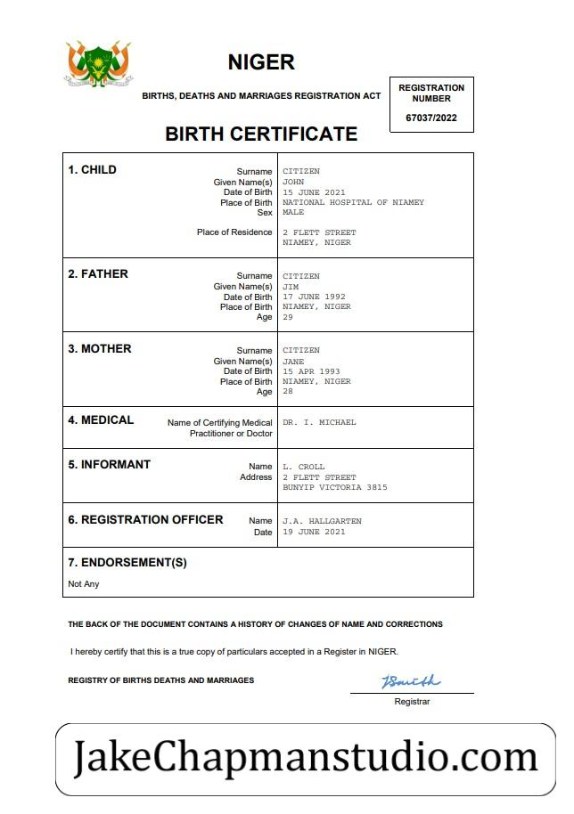 NIGER
BIRTHS, DEATHS AND MARRIAGES REGISTRATION ACT
REGISTRATION
NUMBER
67037/2022
BIRTH CERTIFICATE
1. CHILD
Surname CITIZEN
Given Name(s) JOHN
Date of Birth 15 JUNE 2021
Place of Birth NATIONAL HOSPITAL OF NIAMEY
Sex MALE
Place of Residence 2 FLETT STREET
NIAMEY, NIGER
2. FATHER
Surname CITIZEN
Given Name(s) JIM
Date of Birth 17 JUNE 1992
Place of Birth NIAMEY, NIGER
Age 29
3. MOTHER
Surname CITIZEN
Given Name(s) JANE
Date of Birth 15 APR 1993
Place of Birth NIAMEY, NIGER
Age 28
4. MEDICAL
Name of Certifying Medical DR. I. MICHAEL
Practitioner or Doctor
5. INFORMANT
Name L. CROLL
Address 2 FLETT STREET
BUNYIP VICTORIA 3815
6. REGISTRATION OFFICER Name J.A. HALLGARTEN
Date 19 JUNE 2021
7. ENDORSEMENT(S)
Not Any
THE BACK OF THE DOCUMENT CONTAINS A HISTORY OF CHANGES OF NAME AND CORRECTIONS
I hereby certify that this is a true copy of particulars accepted in a Register in NIGER.
REGISTRY OF BIRTHS DEATHS AND MARRIAGES
Registrar
JakeChapmanstudio.com